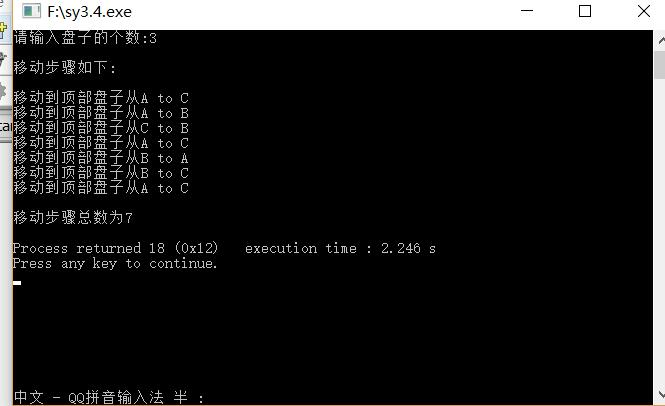 F:\sy3.4.exe
请输入盘子的个数:3
移动步骤如下:
移动到顶部盘子从A to C
移动到顶部盘子从A to B
移动到顶部盘子从C to B
移动到顶部盘子从A to C
移动到顶部盘子从B to A
移动到顶部盘子从B to C
移动到顶部盘子从A to C
移动步骤总数为7
Process returned 18 (0x12)   execution time : 2.246 s
Press any key to continue.
中文 - QQ拼音输入法 半 :